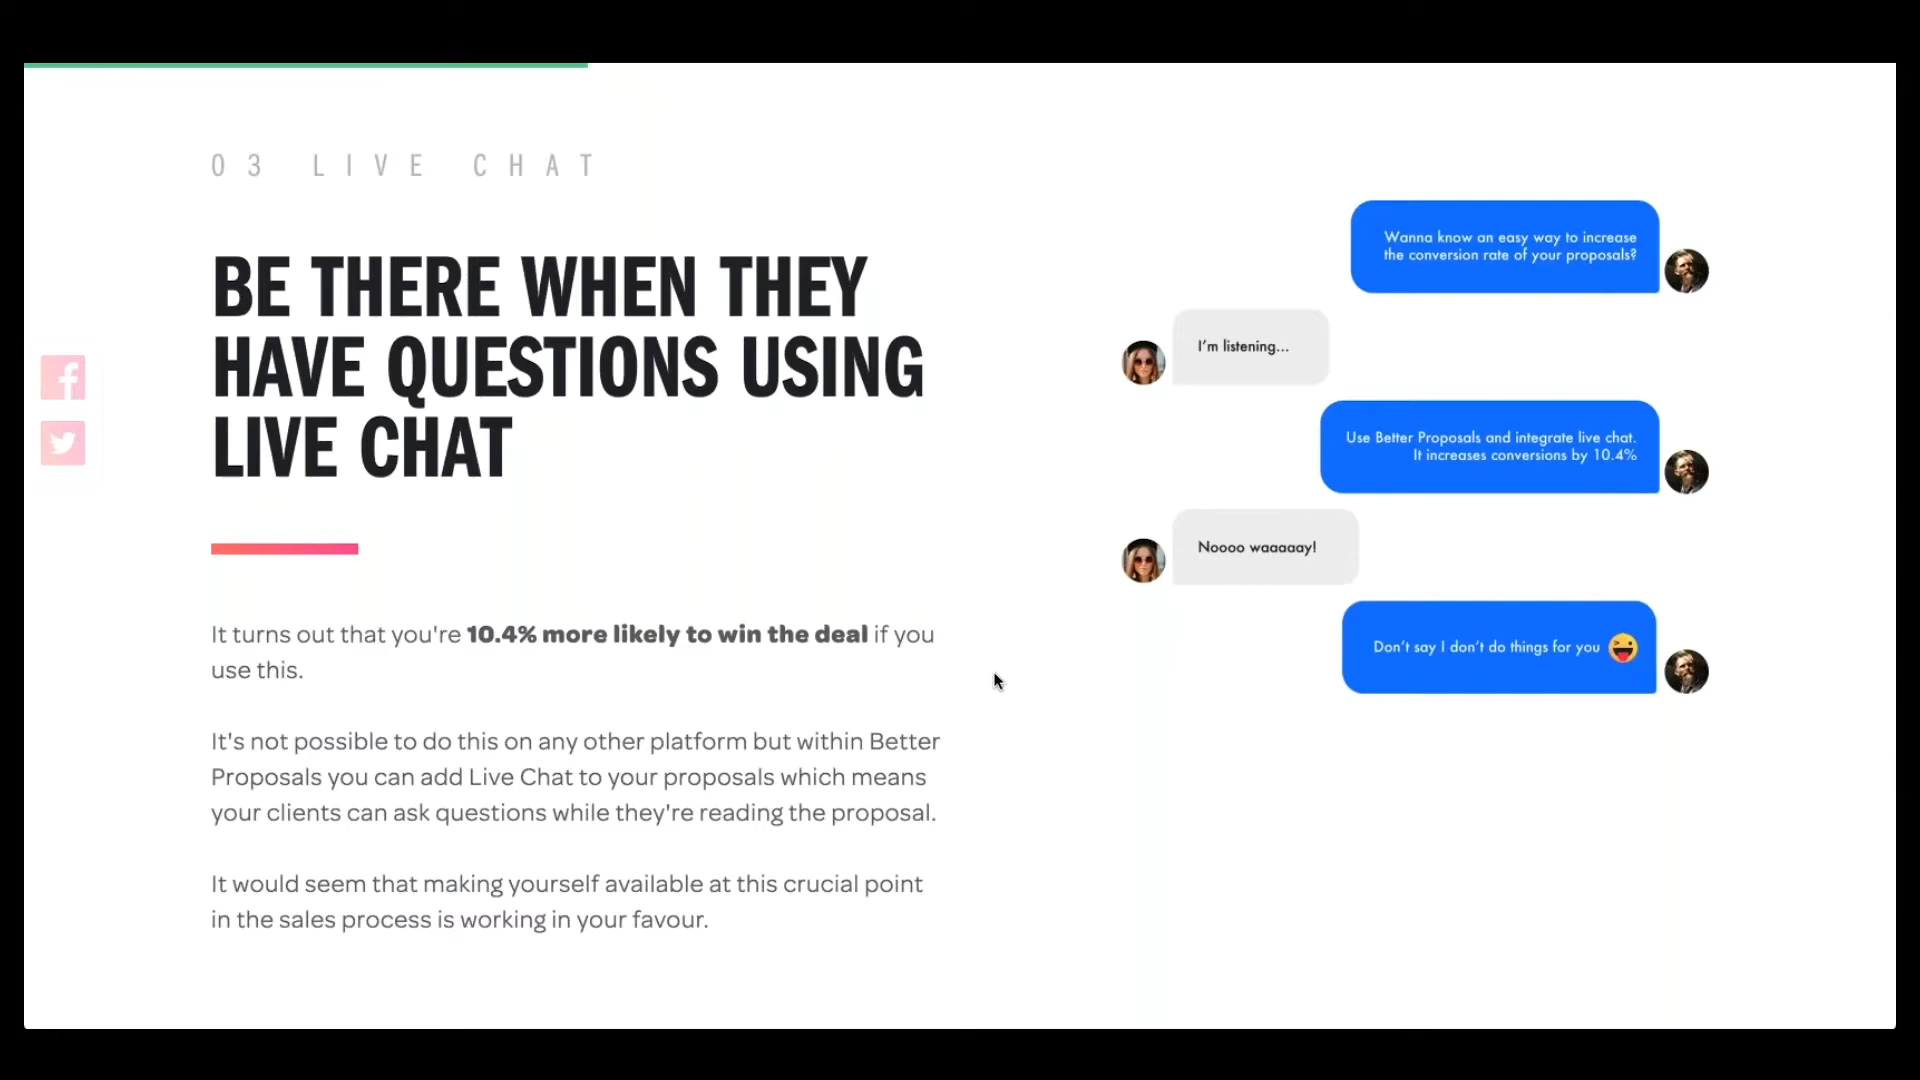 03 LIVE CHAT
BE THERE WHEN THEY
HAVE QUESTIONS USING
LIVE CHAT
It turns out that you're 10.4% more likely to win the deal if you
use this.
It's not possible to do this on any other platform but within Better
Proposals you can add Live Chat to your proposals which means
your clients can ask questions while they're reading the proposal.
It would seem that making yourself available at this crucial point
in the sales process is working in your favour.
Wanna know an easy way to increase
the conversion rate of your proposals?
I'm listening...
Use Better Proposals and integrate live chat.
It increases conversions by 10.4%
Noooo waaaaay!
Don't say I don't do things for you